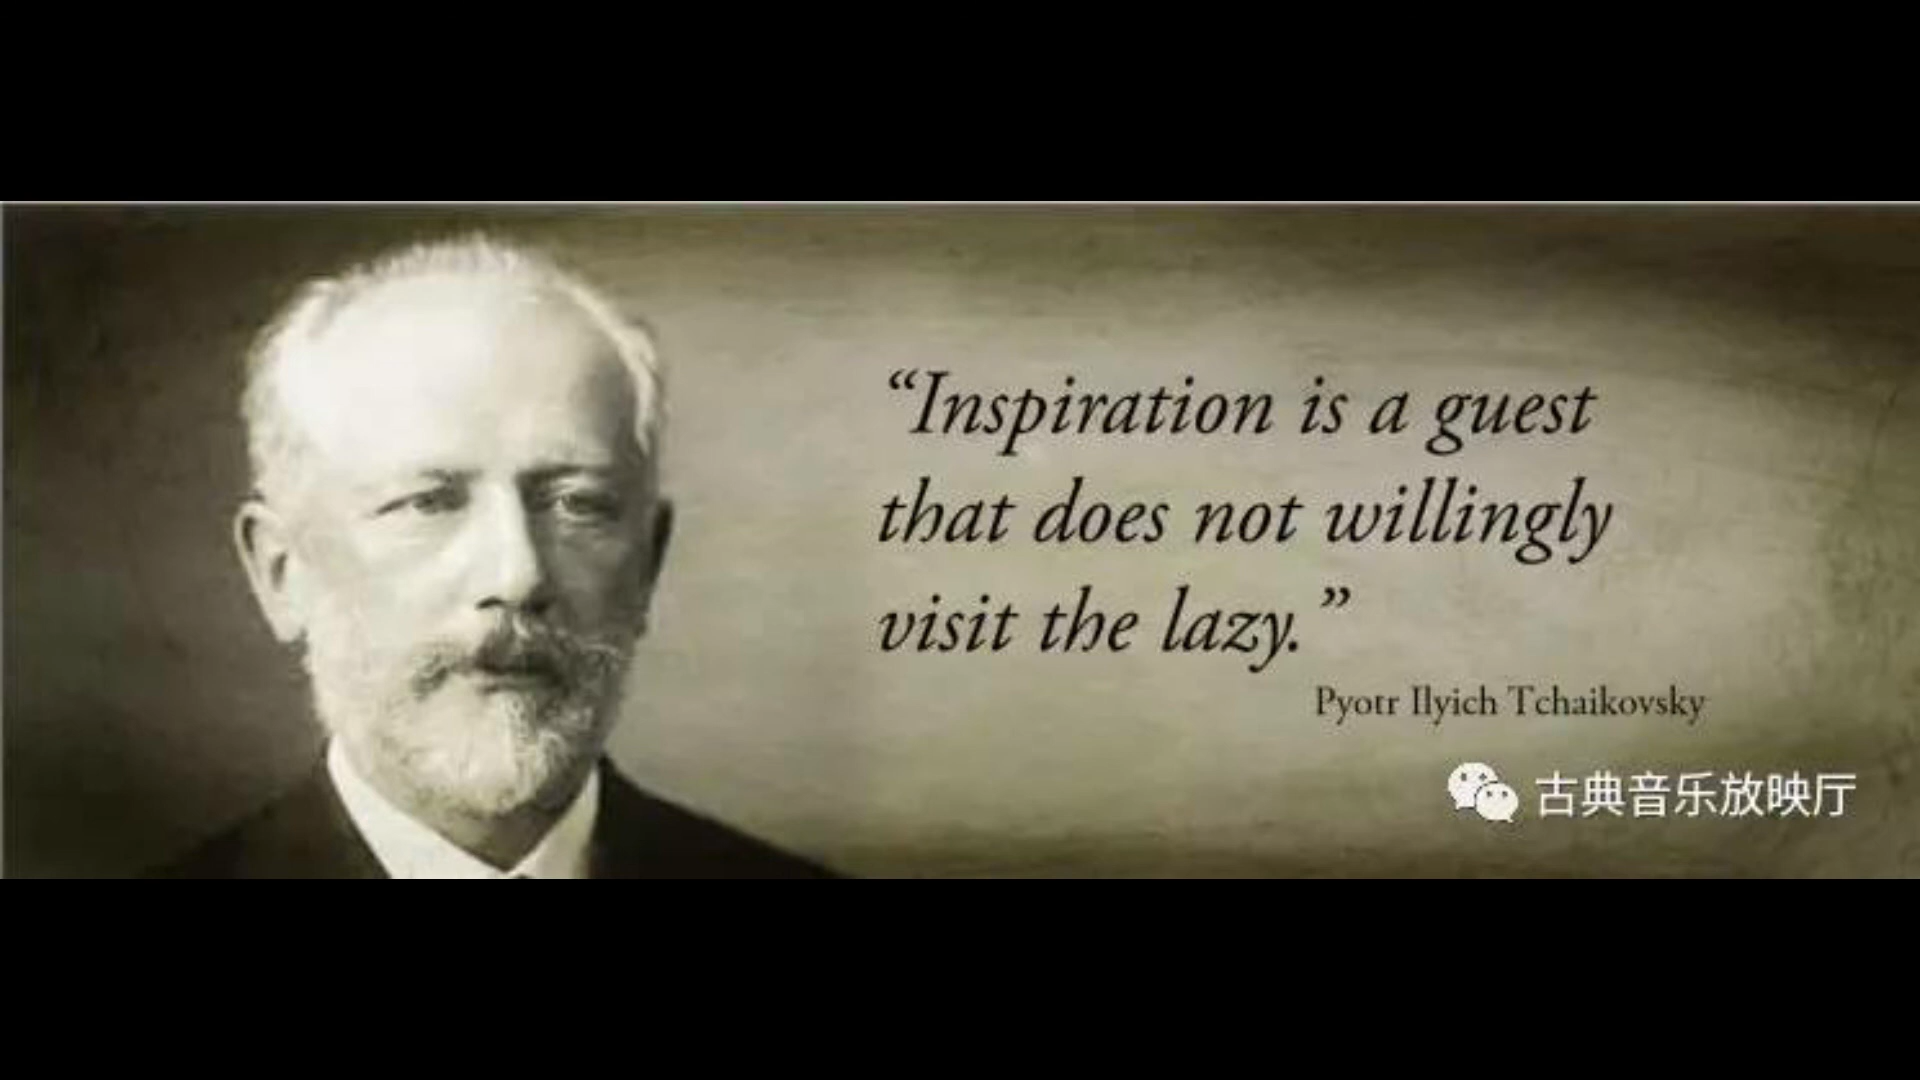 “Inspiration is a guest
that does not willingly
visit the lazy.”
Pyotr Ilyich Tchaikovsky
古典音乐放映厅